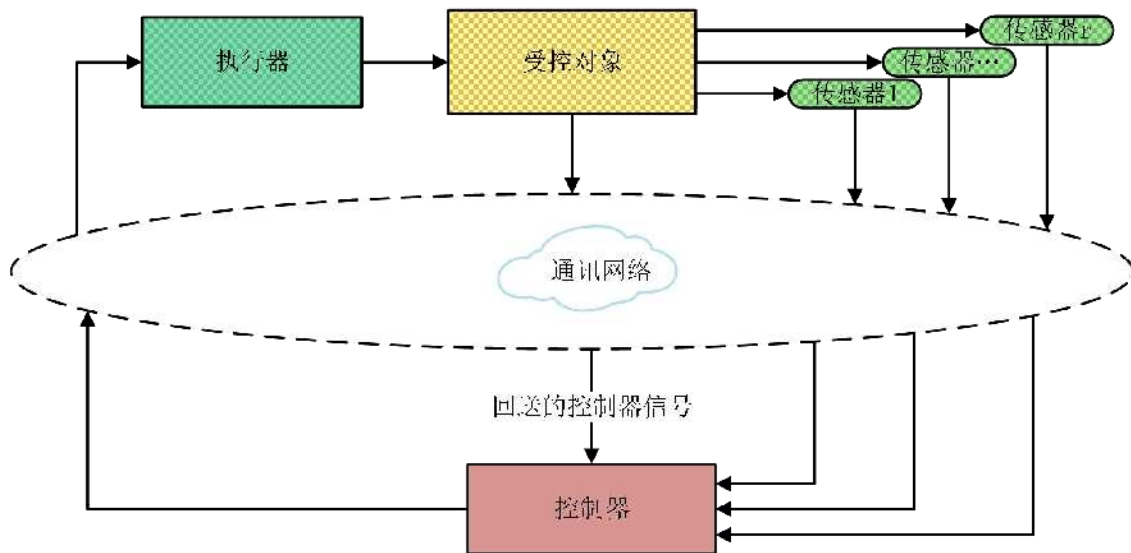 执行器
受控对象
传感器r
传感器…
传感器1
通讯网络
回送的控制器信号
控制器